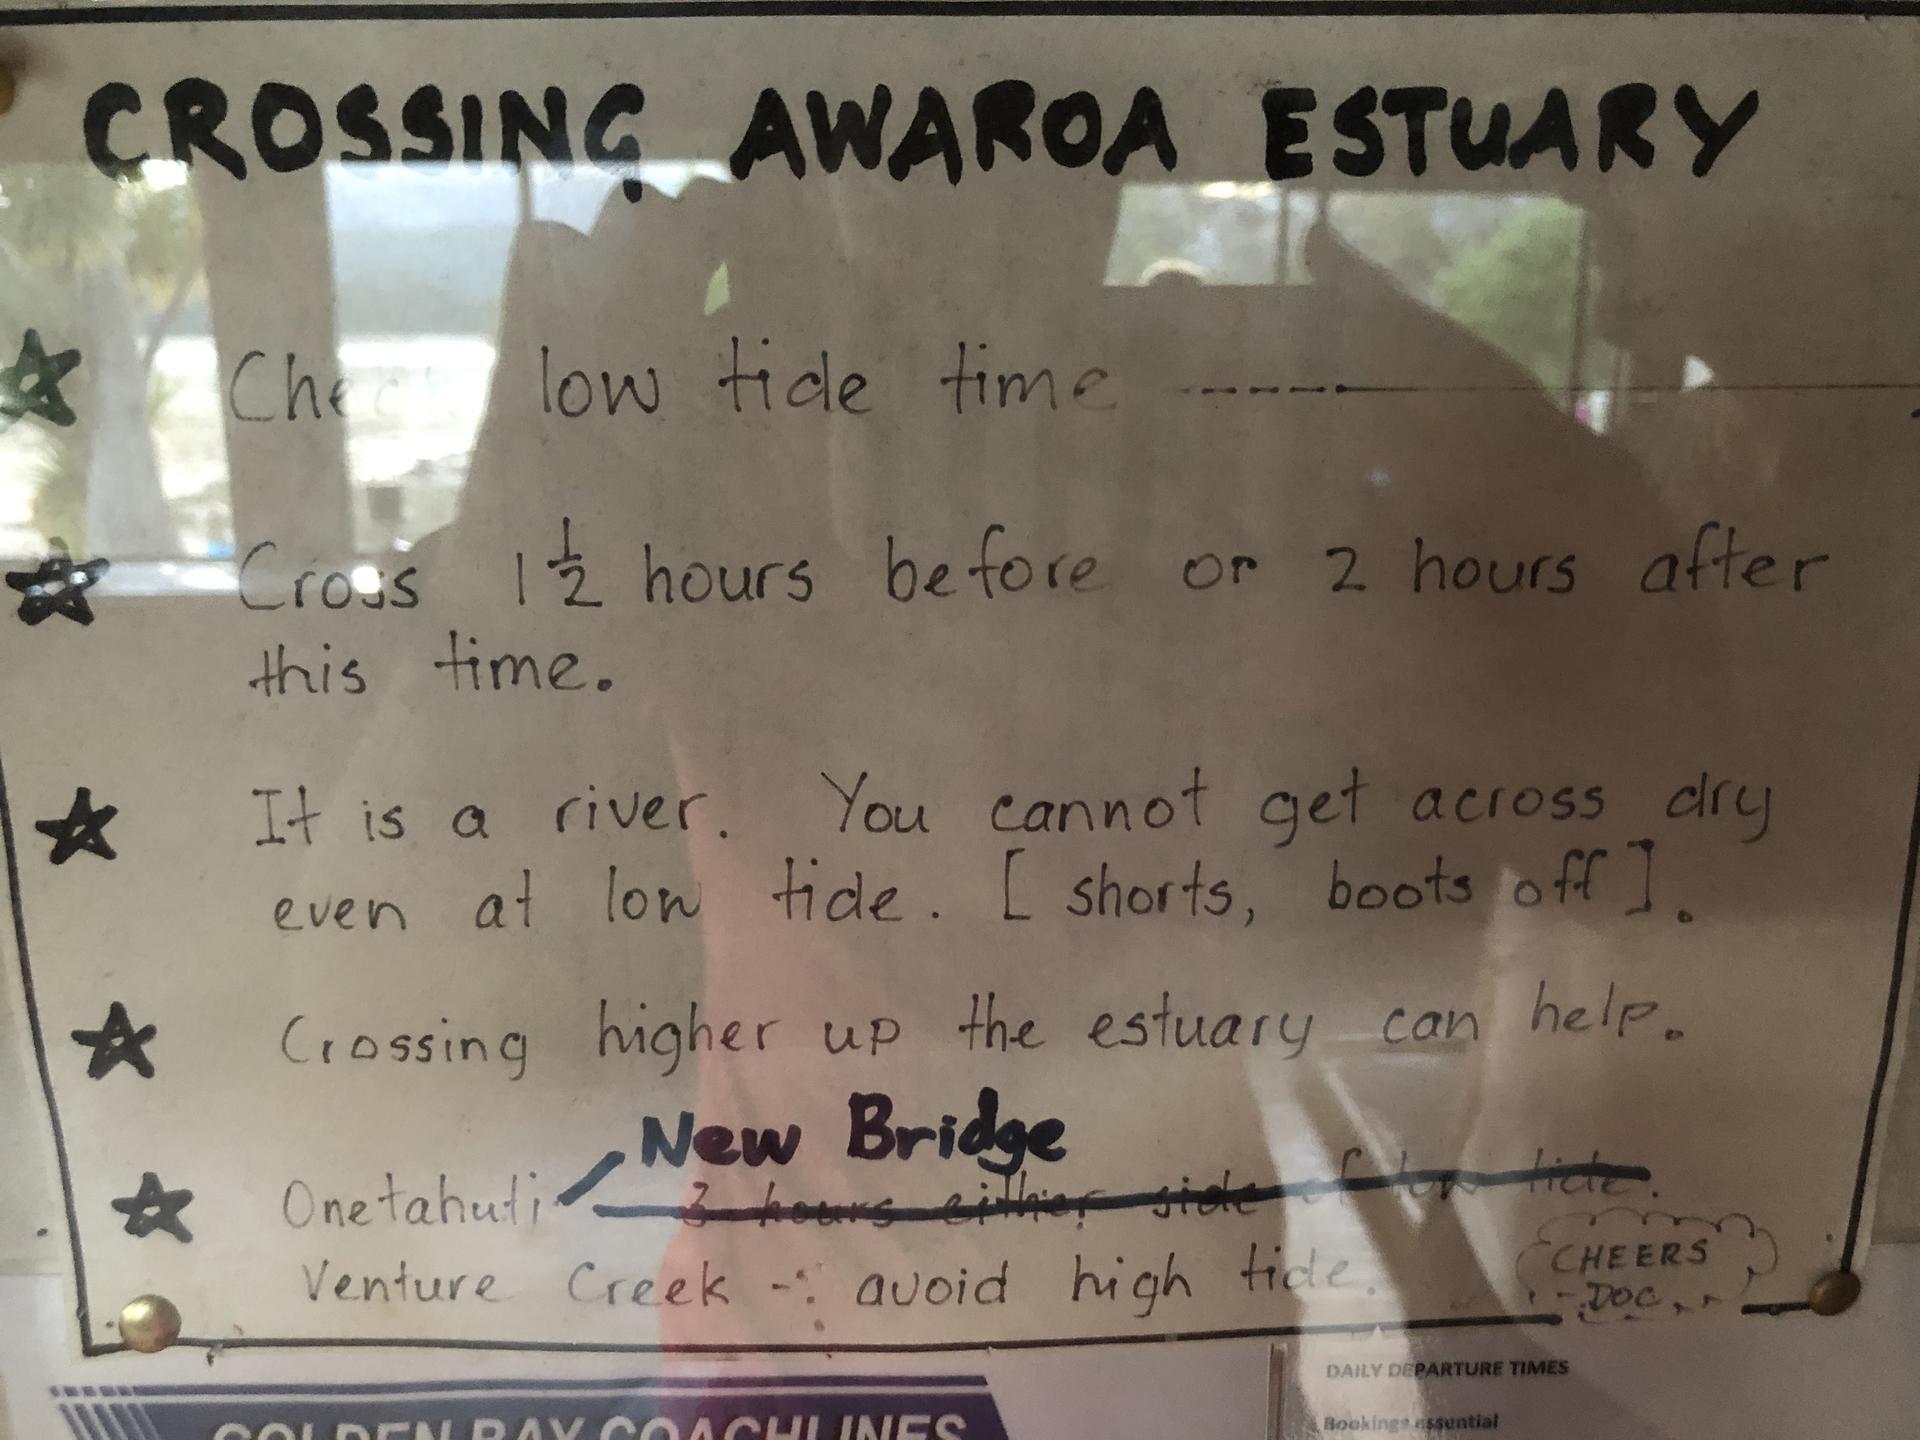 CROSSING AWAROA ESTUARY
Check low tide time
Cross 1 1/2 hours before or 2 hours after
this time.
It is a river. You cannot get across dry
even at low tide. [ shorts, boots off ].
Crossing higher up the estuary can help.
New Bridge
Onetahuti 3 hours either side of low tide.
Venture Creek -: avoid high tide.
CHEERS
DOC
DAILY DEPARTURE TIMES
GOLDEN BAY COACHLINES
Bookings essential